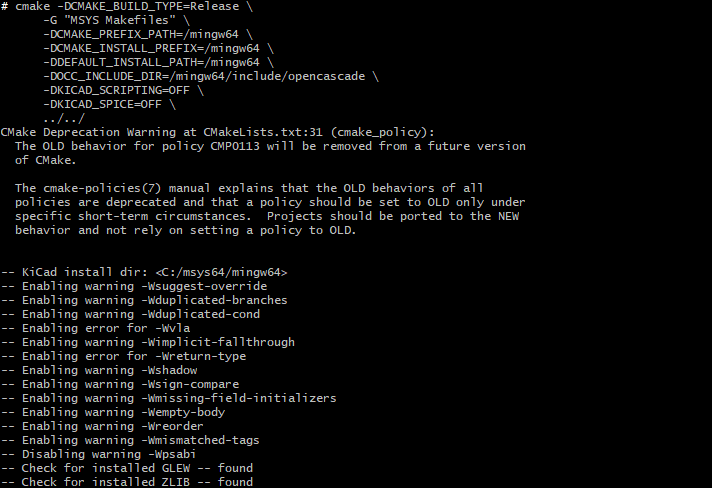 # cmake -DCMAKE_BUILD_TYPE=Release \
-G "MSYS Makefiles" \
-DCMAKE_PREFIX_PATH=/mingw64 \
-DCMAKE_INSTALL_PREFIX=/mingw64 \
-DDEFAULT_INSTALL_PATH=/mingw64 \
-DOCC_INCLUDE_DIR=/mingw64/include/opencascade \
-DKICAD_SCRIPTING=OFF \
-DKICAD_SPICE=OFF \
../../
CMake Deprecation Warning at CMakeLists.txt:31 (cmake_policy):
The OLD behavior for policy CMP0113 will be removed from a future version
of CMake.
The cmake-policies(7) manual explains that the OLD behaviors of all
policies are deprecated and that a policy should be set to OLD only under
specific short-term circumstances.  Projects should be ported to the NEW
behavior and not rely on setting a policy to OLD.
-- KiCad install dir: <C:/msys64/mingw64>
-- Enabling warning -Wsuggest-override
-- Enabling warning -Wduplicated-branches
-- Enabling warning -Wduplicated-cond
-- Enabling error for -Wvla
-- Enabling warning -Wimplicit-fallthrough
-- Enabling error for -Wreturn-type
-- Enabling warning -Wshadow
-- Enabling warning -Wsign-compare
-- Enabling warning -Wmissing-field-initializers
-- Enabling warning -Wempty-body
-- Enabling warning -Wreorder
-- Enabling warning -Wmismatched-tags
-- Disabling warning -Wpsabi
-- Check for installed GLEW -- found
-- Check for installed ZLIB -- found